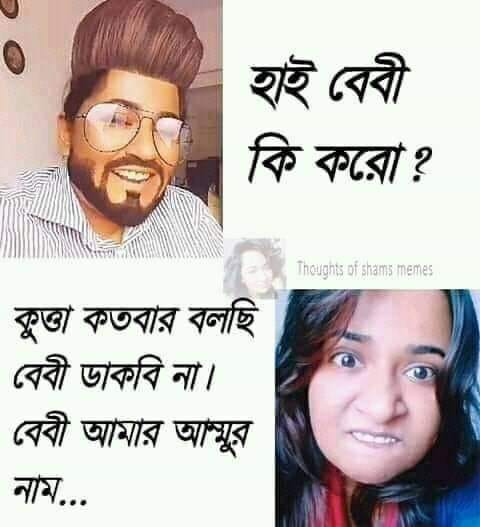 হাই বেবী
কি করো ?
Thoughts of shams memes
কুত্তা কতবার বলছি
বেবী ডাকবি না।
বেবী আমার আম্মুর
নাম...